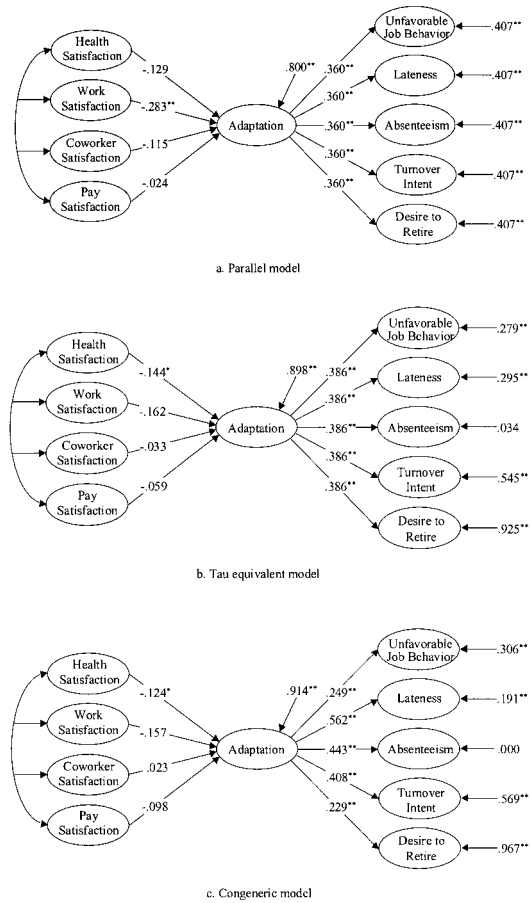 Health
Satisfaction
Work
Satisfaction
Coworker
Satisfaction
Pay
Satisfaction
-.129
-.283**
-.115
-.024
Adaptation
.800**
.360**
.360**
.360**
.360**
.360**
Unfavorable
Job Behavior
Lateness
Absenteeism
Turnover
Intent
Desire to
Retire
.407**
.407**
.407**
.407**
.407**
a. Parallel model
Health
Satisfaction
Work
Satisfaction
Coworker
Satisfaction
Pay
Satisfaction
-.144*
-.162
-.033
-.059
Adaptation
.898**
.386**
.386**
.386**
.386**
.386**
Unfavorable
Job Behavior
Lateness
Absenteeism
Turnover
Intent
Desire to
Retire
.279**
.295**
.034
.545**
.925**
b. Tau equivalent model
Health
Satisfaction
Work
Satisfaction
Coworker
Satisfaction
Pay
Satisfaction
-.124*
-.157
.023
-.098
Adaptation
.914**
.249**
.562**
.443**
.408**
.229**
Unfavorable
Job Behavior
Lateness
Absenteeism
Turnover
Intent
Desire to
Retire
.306**
.191**
.000
.569**
.967**
c. Congeneric model